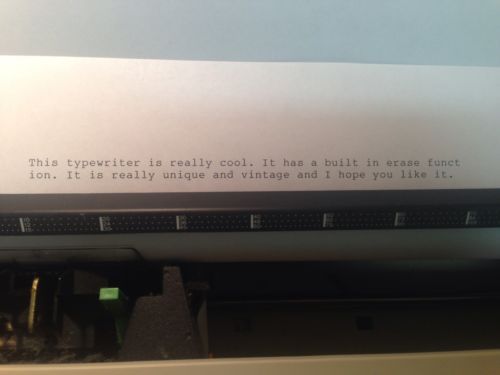 This typewriter is really cool. It has a built in erase funct
ion. It is really unique and vintage and I hope you like it.